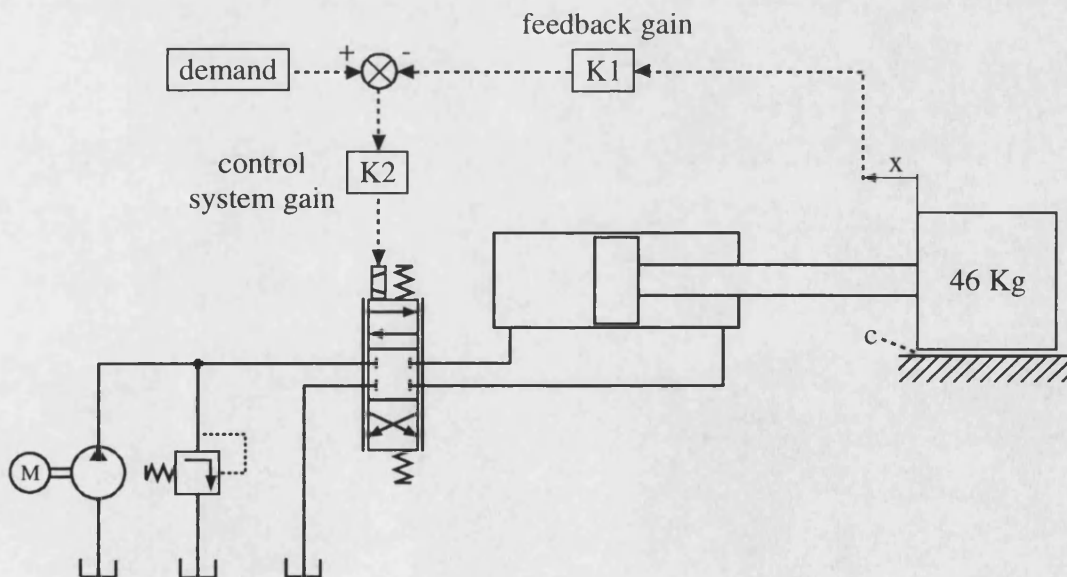 feedback gain
+
-
demand
K1
control
system gain
K2
x
46 Kg
c
M